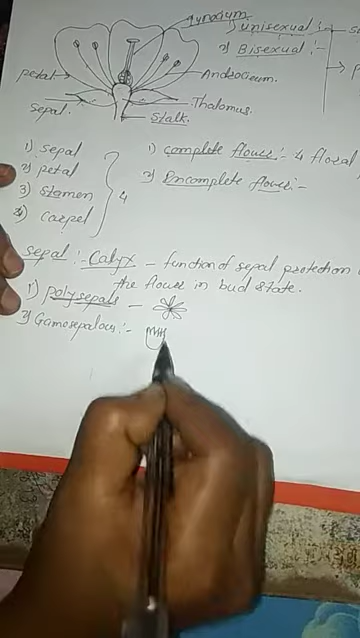 Gynoecium.
1) Unisexual :-
2) Bisexual :-
petal
Androecium.
Sepal.
Thalamus.
Stalk.
1) sepal
2) petal
3) stamen
4) carpel
4
1) complete flower :- 4 floral
2) Incomplete flower :-
Sepal :- Calyx - function of sepal protection
the flower in bud state.
1) polysepals -
2) Gamosepalous :-